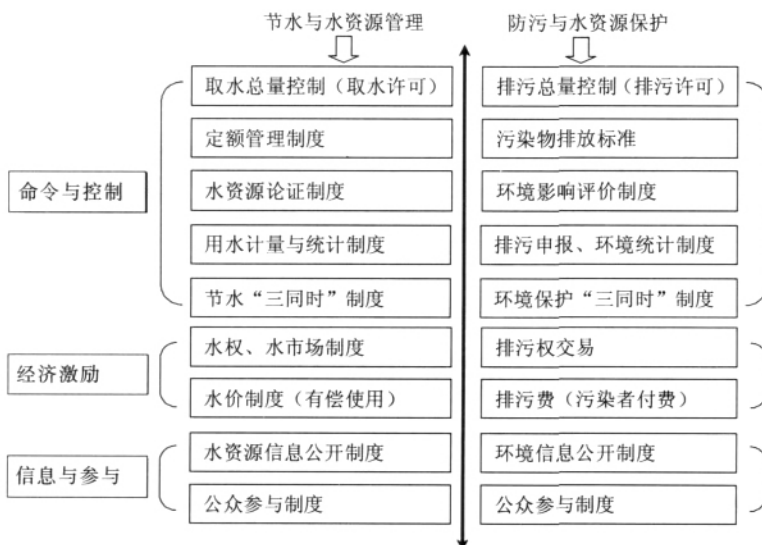 节水与水资源管理
防污与水资源保护
取水总量控制（取水许可）
排污总量控制（排污许可）
定额管理制度
污染物排放标准
命令与控制
水资源论证制度
环境影响评价制度
用水计量与统计制度
排污申报、环境统计制度
节水“三同时”制度
环境保护“三同时”制度
经济激励
水权、水市场制度
排污权交易
水价制度（有偿使用）
排污费（污染者付费）
信息与参与
水资源信息公开制度
环境信息公开制度
公众参与制度
公众参与制度